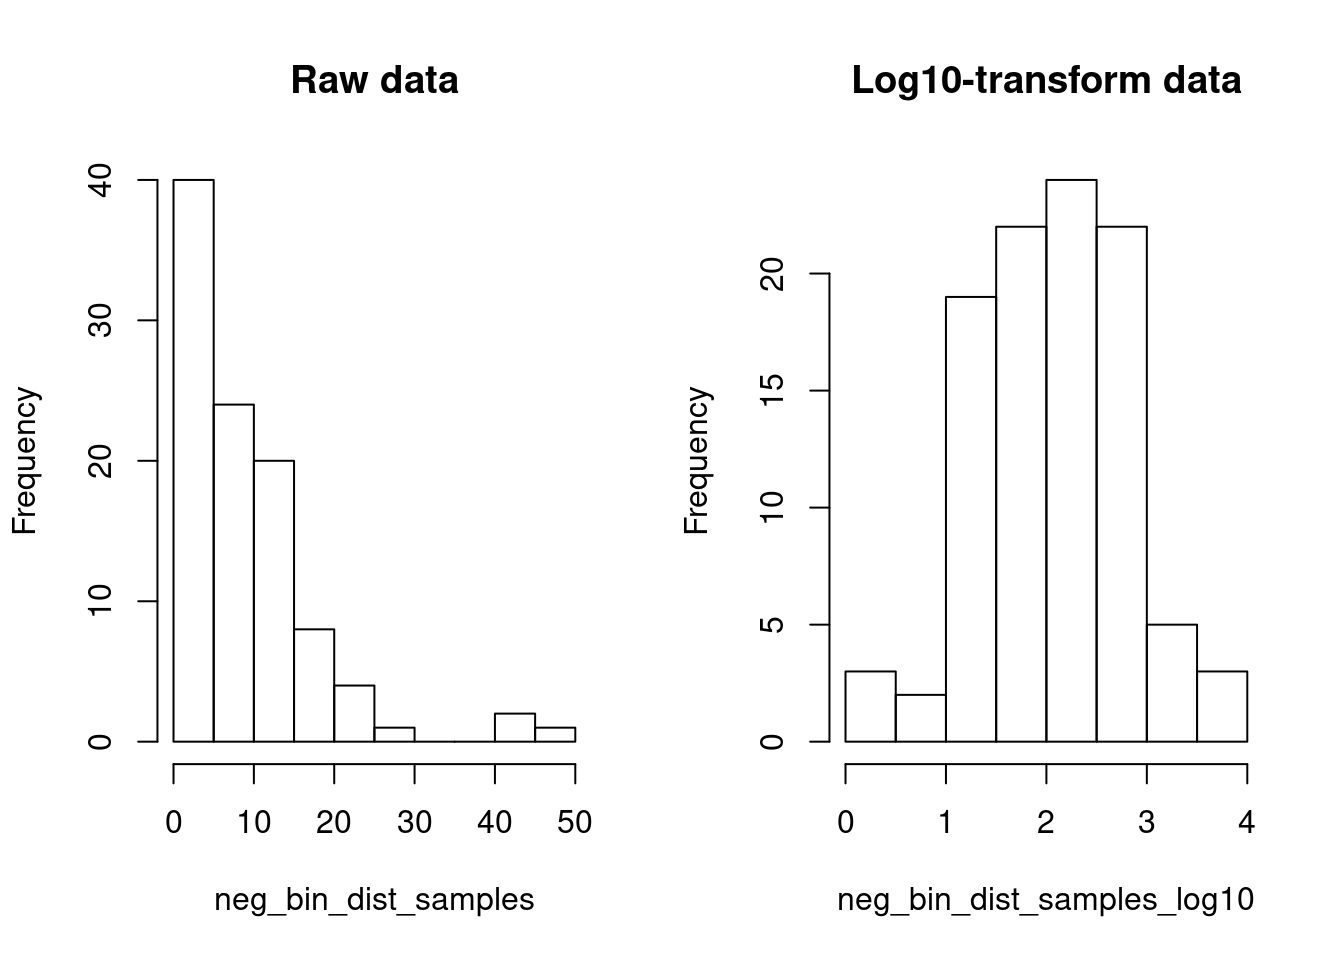 Raw data
Frequency
40
30
20
10
0
0 10 20 30 40 50
neg_bin_dist_samples
Log10-transform data
Frequency
20
15
10
5
0
0 1 2 3 4
neg_bin_dist_samples_log10